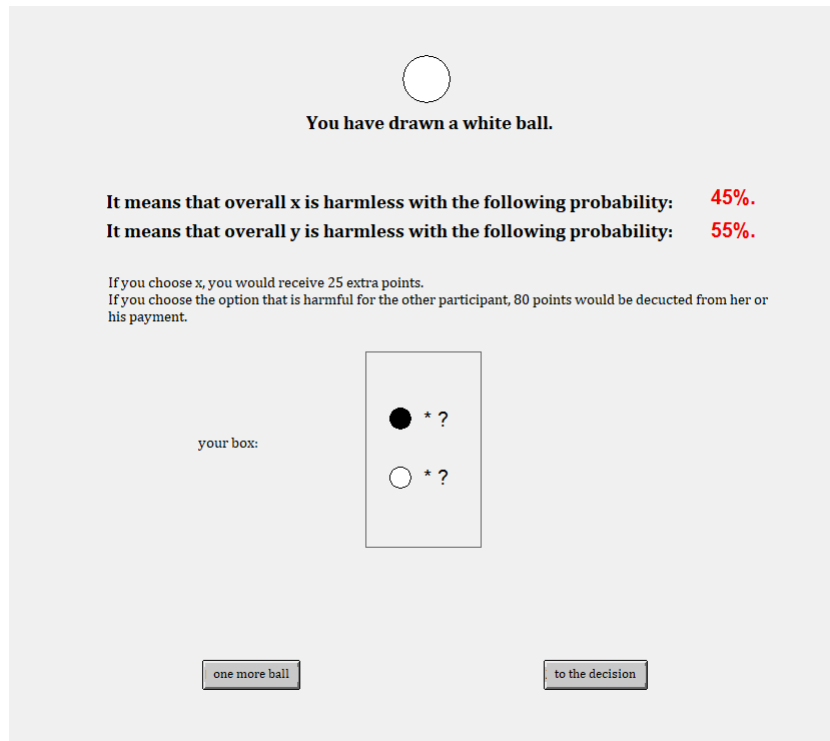 You have drawn a white ball.
It means that overall x is harmless with the following probability: 45%.
It means that overall y is harmless with the following probability: 55%.
If you choose x, you would receive 25 extra points.
If you choose the option that is harmful for the other participant, 80 points would be decucted from her or
his payment.
* ?
your box:
* ?
one more ball
to the decision